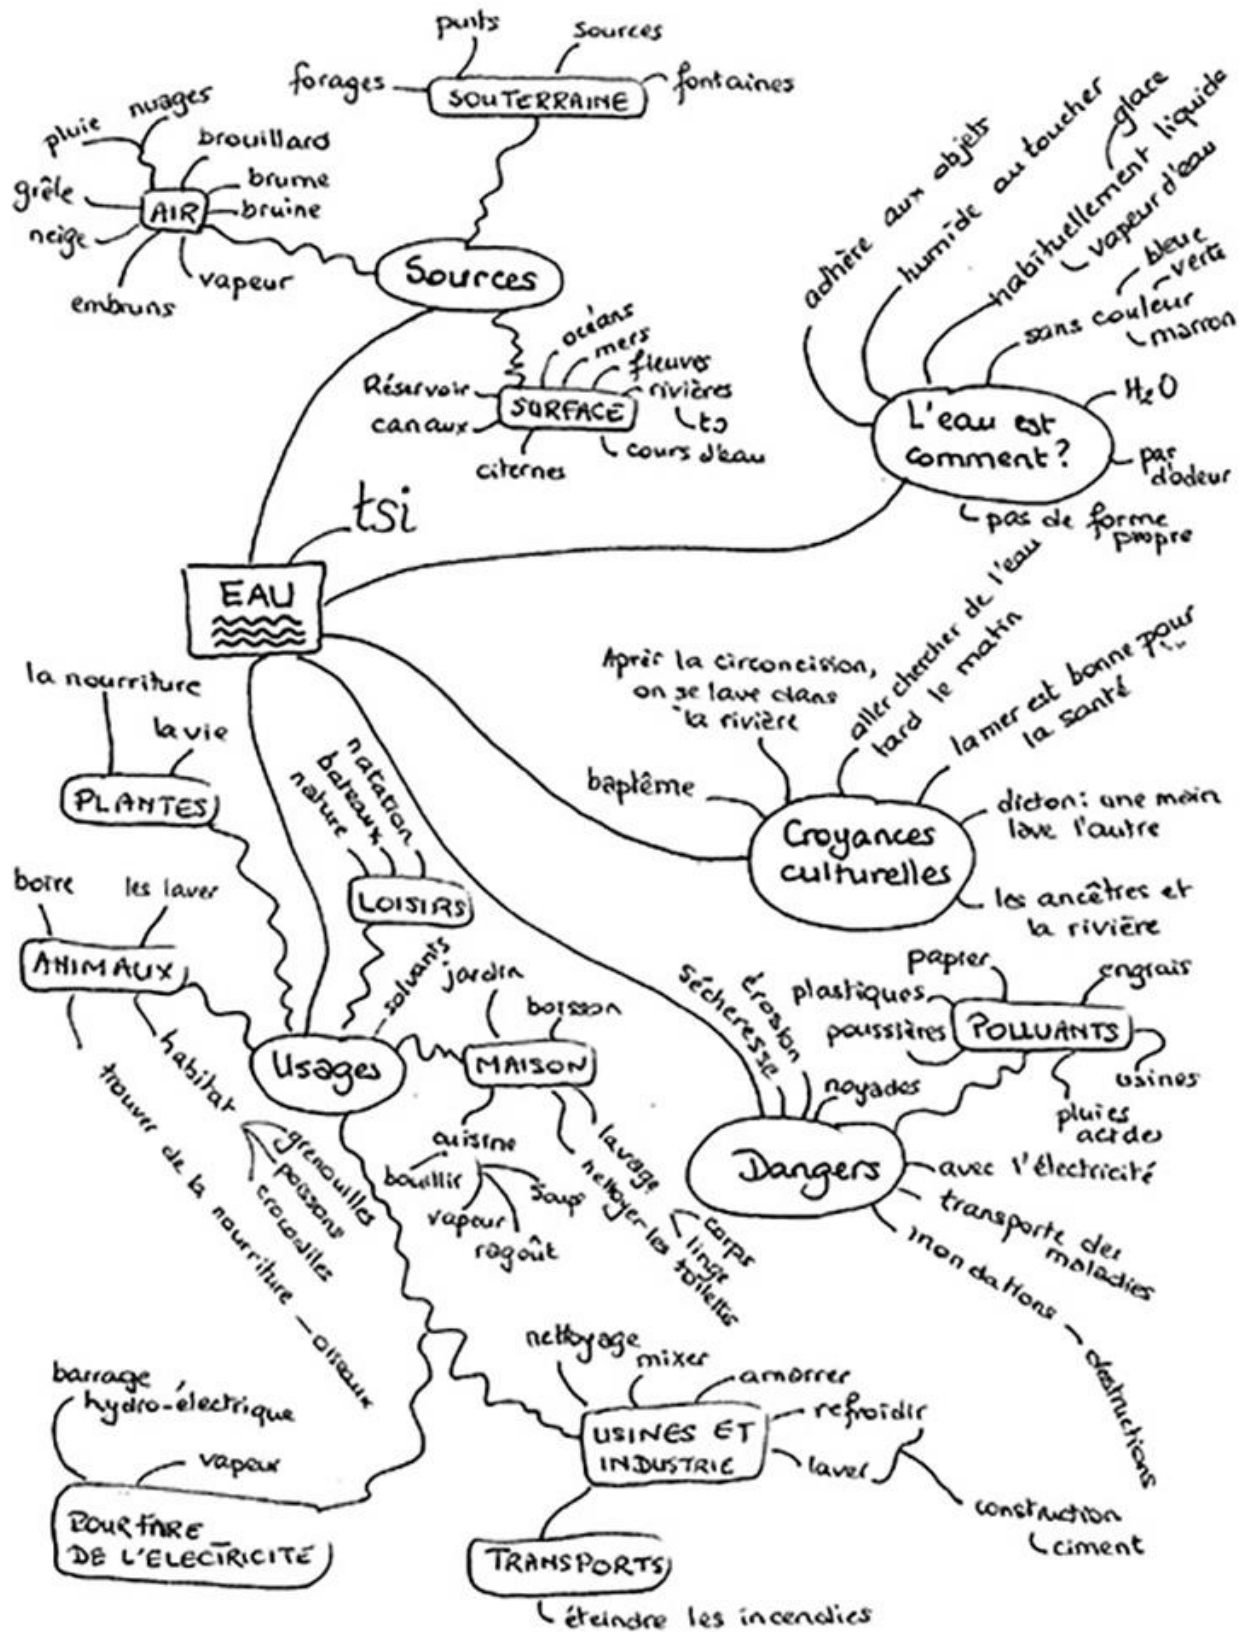 puits
sources
forages
SOUTERRAINE
fontaines
nuages
pluie
brouillard
grêle
brume
AIR
bruine
neige
vapeur
embruns
Sources
océans
mers
fleuves
Réservoir
rivières
SURFACE
canaux
cours d'eau
citernes
adhère aux objets
humide au toucher
glace
habituellement liquide
vapeur d'eau
bleue
verte
sans couleur
marron
H₂O
L'eau est
comment?
pas
d'odeur
pas de forme
propre
tsi
EAU
Après la circoncision,
on se lave dans
la rivière
aller chercher de l'eau
tard le matin
la mer est bonne pour
la santé
baptême
Croyances
culturelles
dicton: une main
lave l'autre
les ancêtres et
la rivière
la nourriture
la vie
PLANTES
natation
bateaux
nature
LOISIRS
boire
les laver
ANIMAUX
habitat
grenouilles
poissons
crocodiles
trouver de la nourriture
oiseaux
Usages
solvants
jardin
boisson
MAISON
cuisine
bouillir
soup
vapeur
ragoût
lavage
corps
linge
nettoyer les
toilettes
sécheresse
érosion
noyades
Dangers
papier
engrais
plastiques
poussières
POLLUANTS
usines
pluies
acides
avec l'électricité
transporte des
maladies
inondations
destructions
barrage
hydro-électrique
vapeur
POUR FAIRE
DE L'ELECTRICITÉ
nettoyage
mixer
amorrer
refroidir
USINES ET
INDUSTRIE
laver
construction
ciment
TRANSPORTS
éteindre les incendies